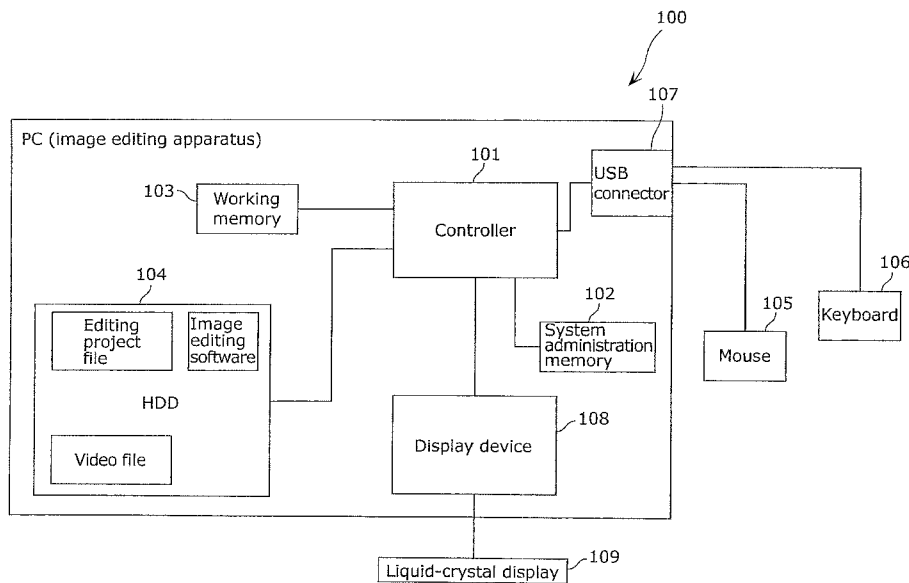 100
PC (image editing apparatus)
107
USB
connector
101
Controller
103
Working
memory
104
Editing
project
file
Image
editing
software
HDD
Video file
102
System
administration
memory
106
Keyboard
105
Mouse
108
Display device
109
Liquid-crystal display